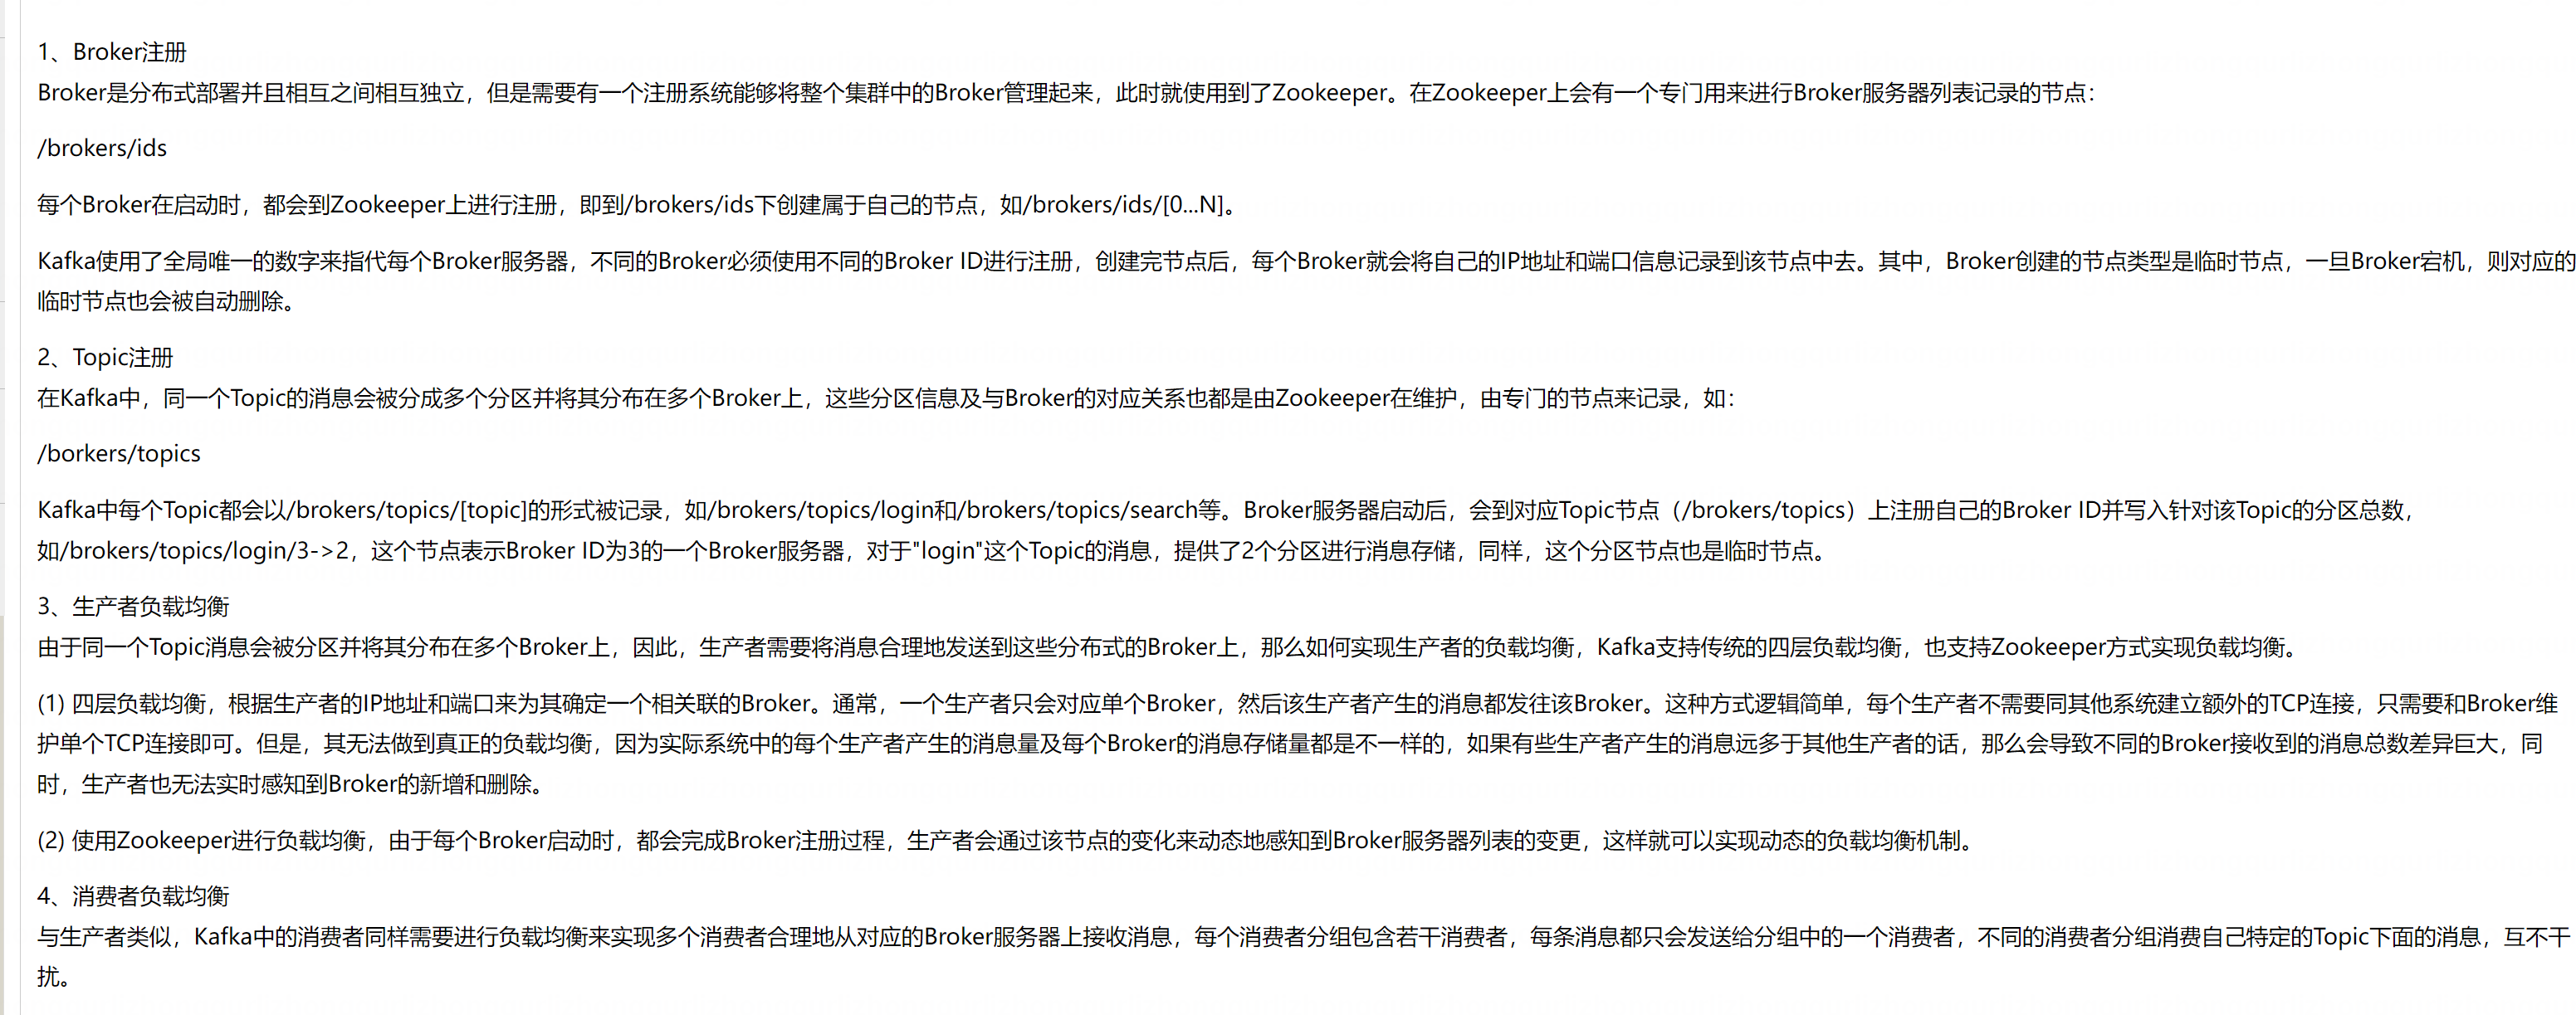 1、Broker注册
Broker是分布式部署并且相互之间相互独立，但是需要有一个注册系统能够将整个集群中的Broker管理起来，此时就使用到了Zookeeper。在Zookeeper上会有一个专门用来进行Broker服务器列表记录的节点：
/brokers/ids
每个Broker在启动时，都会到Zookeeper上进行注册，即到/brokers/ids下创建属于自己的节点，如/brokers/ids/[0...N]。
Kafka使用了全局唯一的数字来指代每个Broker服务器，不同的Broker必须使用不同的Broker ID进行注册，创建完节点后，每个Broker就会将自己的IP地址和端口信息记录到该节点中去。其中，Broker创建的节点类型是临时节点，一旦Broker宕机，则对应的
临时节点也会被自动删除。
2、Topic注册
在Kafka中，同一个Topic的消息会被分成多个分区并将其分布在多个Broker上，这些分区信息及与Broker的对应关系也都是由Zookeeper在维护，由专门的节点来记录，如：
/borkers/topics
Kafka中每个Topic都会以/brokers/topics/[topic]的形式被记录，如/brokers/topics/login和/brokers/topics/search等。Broker服务器启动后，会到对应Topic节点（/brokers/topics）上注册自己的Broker ID并写入针对该Topic的分区总数，
如/brokers/topics/login/3->2，这个节点表示Broker ID为3的一个Broker服务器，对于"login"这个Topic的消息，提供了2个分区进行消息存储，同样，这个分区节点也是临时节点。
3、生产者负载均衡
由于同一个Topic消息会被分区并将其分布在多个Broker上，因此，生产者需要将消息合理地发送到这些分布式的Broker上，那么如何实现生产者的负载均衡，Kafka支持传统的四层负载均衡，也支持Zookeeper方式实现负载均衡。
(1) 四层负载均衡，根据生产者的IP地址和端口来为其确定一个相关联的Broker。通常，一个生产者只会对应单个Broker，然后该生产者产生的消息都发往该Broker。这种方式逻辑简单，每个生产者不需要同其他系统建立额外的TCP连接，只需要和Broker维
护单个TCP连接即可。但是，其无法做到真正的负载均衡，因为实际系统中的每个生产者产生的消息量及每个Broker的消息存储量都是不一样的，如果有些生产者产生的消息远多于其他生产者的话，那么会导致不同的Broker接收到的消息总数差异巨大，同
时，生产者也无法实时感知到Broker的新增和删除。
(2) 使用Zookeeper进行负载均衡，由于每个Broker启动时，都会完成Broker注册过程，生产者会通过该节点的变化来动态地感知到Broker服务器列表的变更，这样就可以实现动态的负载均衡机制。
4、消费者负载均衡
与生产者类似，Kafka中的消费者同样需要进行负载均衡来实现多个消费者合理地从对应的Broker服务器上接收消息，每个消费者分组包含若干消费者，每条消息都只会发送给分组中的一个消费者，不同的消费者分组消费自己特定的Topic下面的消息，互不干
扰。